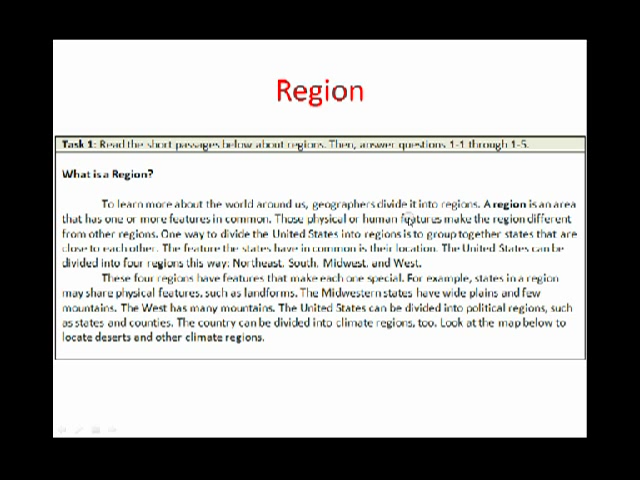 Region
Task 1: Read the short passages below about regions. Then, answer questions 1-1 through 1-5.
What is a Region?
To learn more about the world around us, geographers divide it into regions. A region is an area
that has one or more features in common. Those physical or human features make the region different
from other regions. One way to divide the United States into regions is to group together states that are
close to each other. The feature the states have in common is their location. The United States can be
divided into four regions this way: Northeast, South, Midwest, and West.
These four regions have features that make each one special. For example, states in a region
may share physical features, such as landforms. The Midwestern states have wide plains and few
mountains. The West has many mountains. The United States can be divided into political regions, such
as states and counties. The country can be divided into climate regions, too. Look at the map below to
locate deserts and other climate regions.